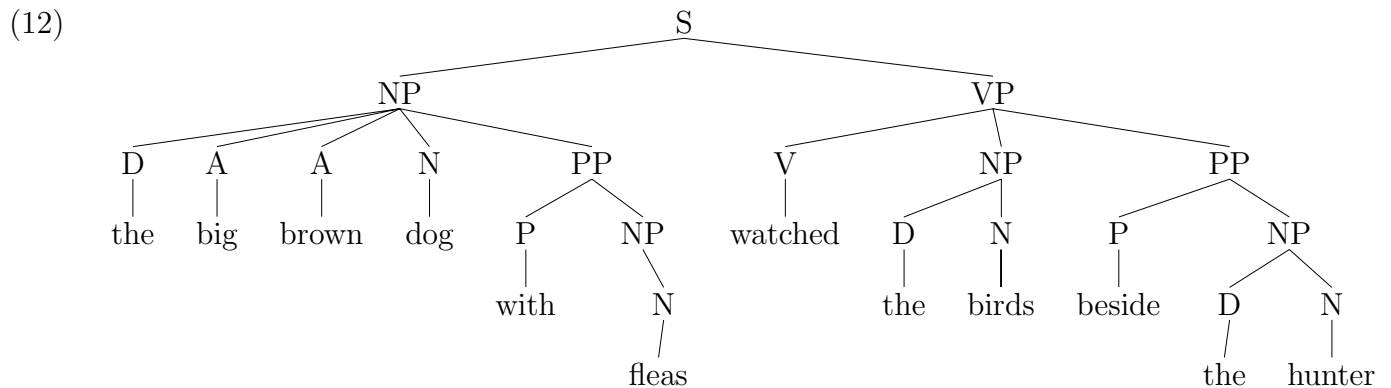 (12) S
NP VP
D A A N PP V NP PP
the big brown dog P NP watched D N P NP
with N the birds beside D N
fleas the hunter